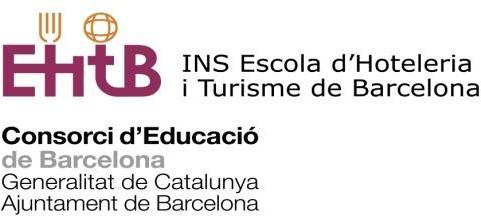 EHTB
INS Escola d'Hoteleria
i Turisme de Barcelona
Consorci d'Educació
de Barcelona
Generalitat de Catalunya
Ajuntament de Barcelona